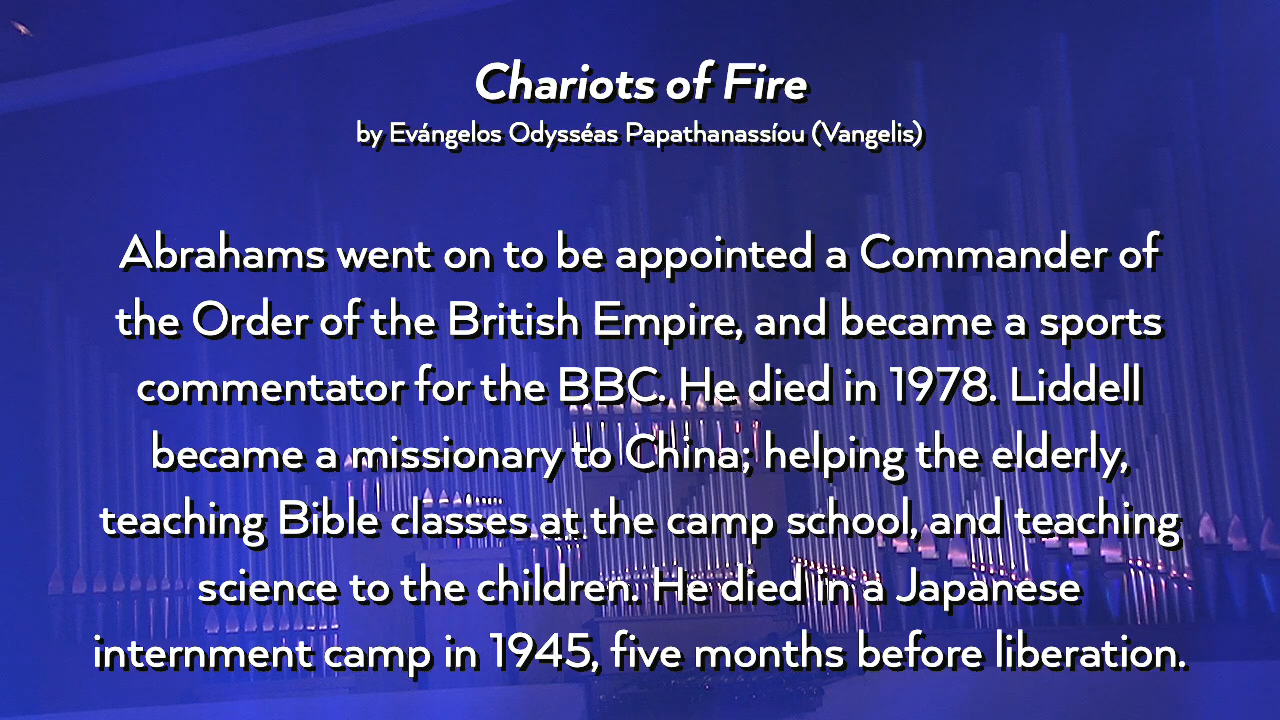 Chariots of Fire
by Evángelos Odysséas Papathanassíou (Vangelis)
Abrahams went on to be appointed a Commander of
the Order of the British Empire, and became a sports
commentator for the BBC. He died in 1978. Liddell
became a missionary to China; helping the elderly,
teaching Bible classes at the camp school, and teaching
science to the children. He died in a Japanese
internment camp in 1945, five months before liberation.